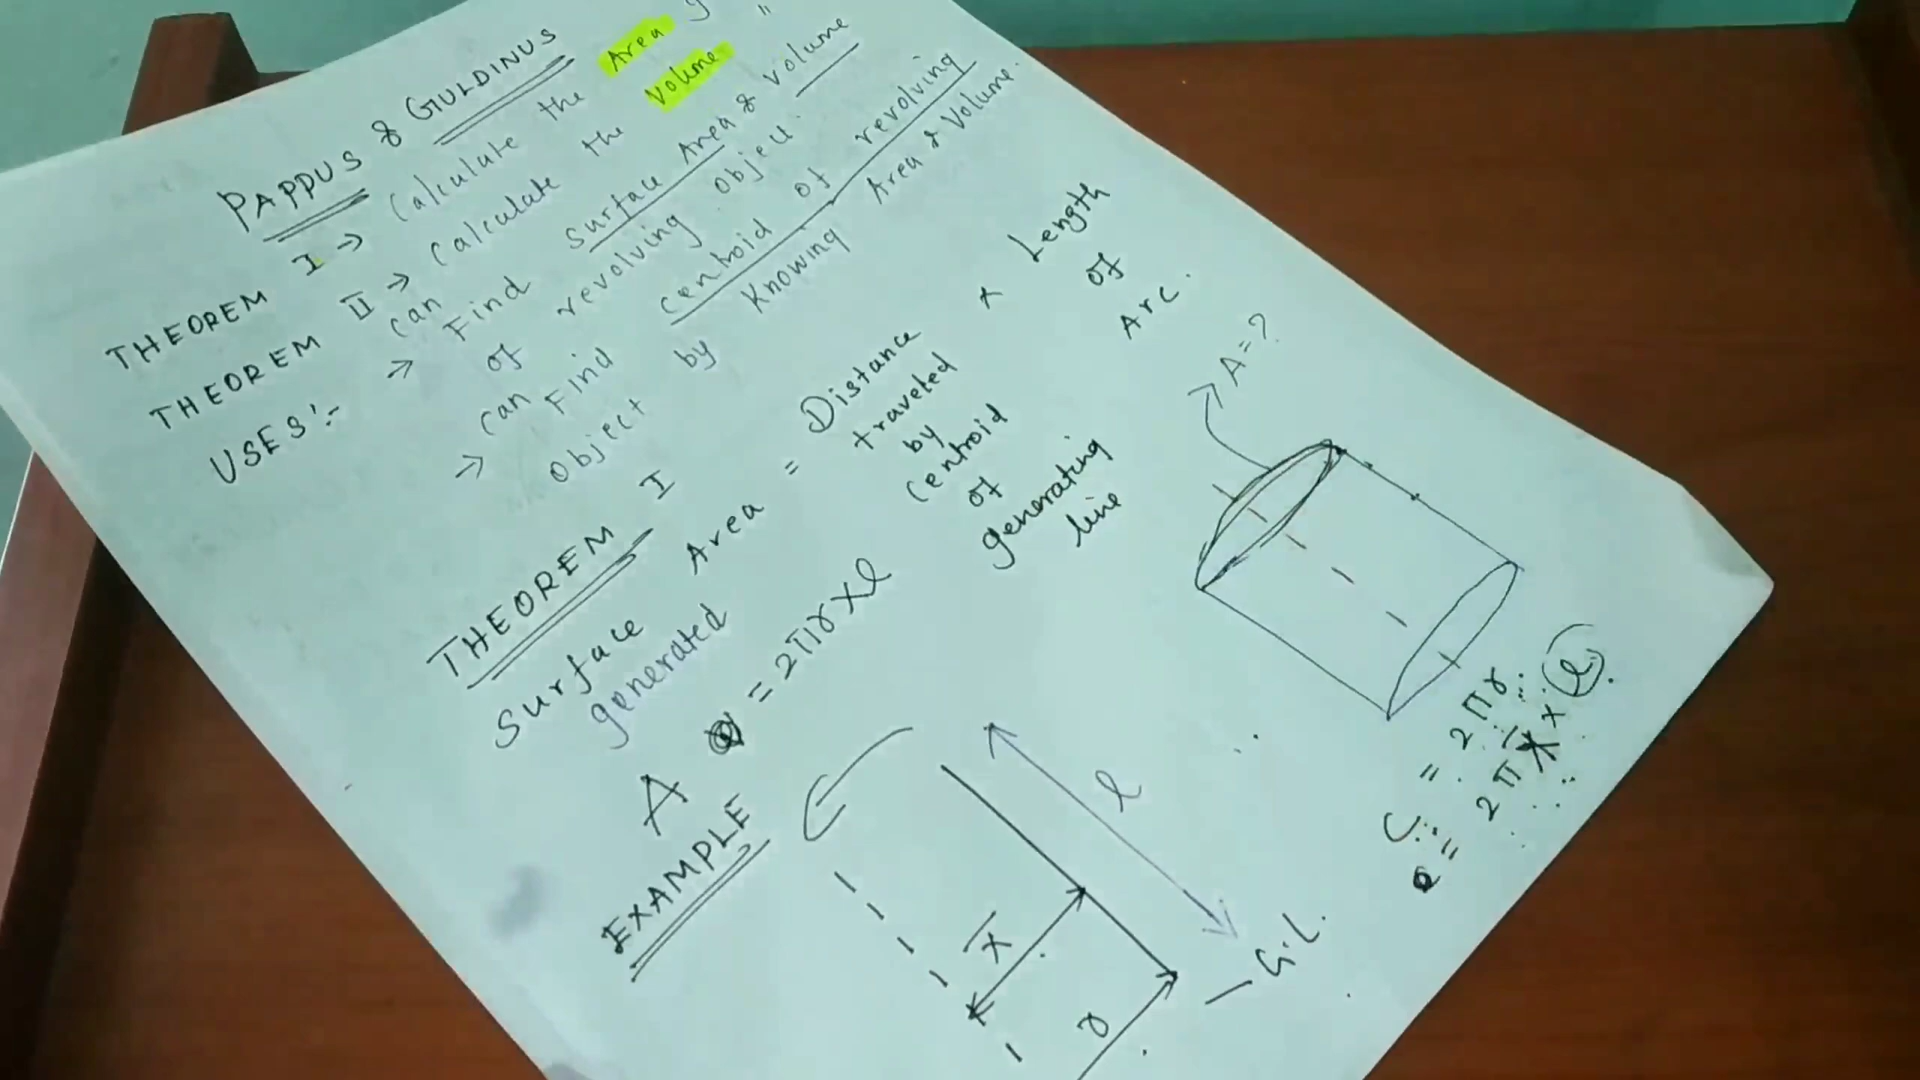 PAPPUS & GULDINUS
THEOREM I → Calculate the Area
THEOREM II → Calculate the Volume "
USES:- → can Find Surface Area & Volume
of revolving object.
→ can Find centroid of revolving
object by knowing Area & Volume.
THEOREM I
Surface Area generated = Distance traveled by centroid of generating line × Length of Arc.
A = 2πr × l
EXAMPLE
A = ?
l
x̄
r
G.L.
C = 2πr.
= 2π x̄ × l.